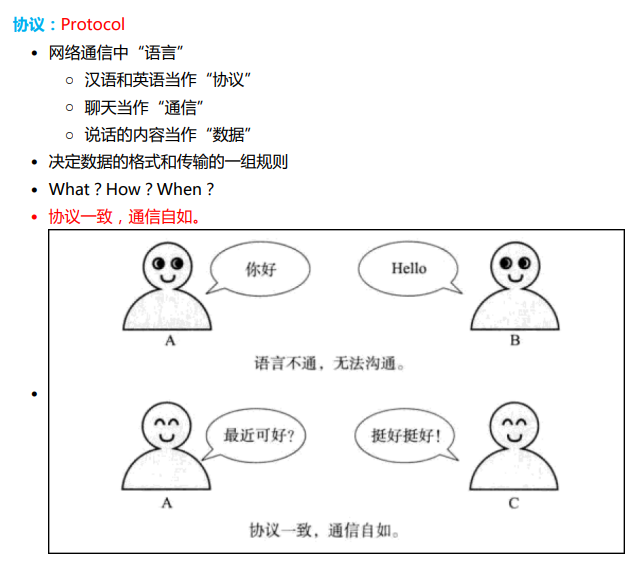 协议：Protocol
• 网络通信中“语言”
○ 汉语和英语当作“协议”
○ 聊天当作“通信”
○ 说话的内容当作“数据”
• 决定数据的格式和传输的一组规则
• What？How？When？
• 协议一致，通信自如。
你好
Hello
A
B
语言不通，无法沟通。
最近可好?
挺好挺好!
A
C
协议一致，通信自如。